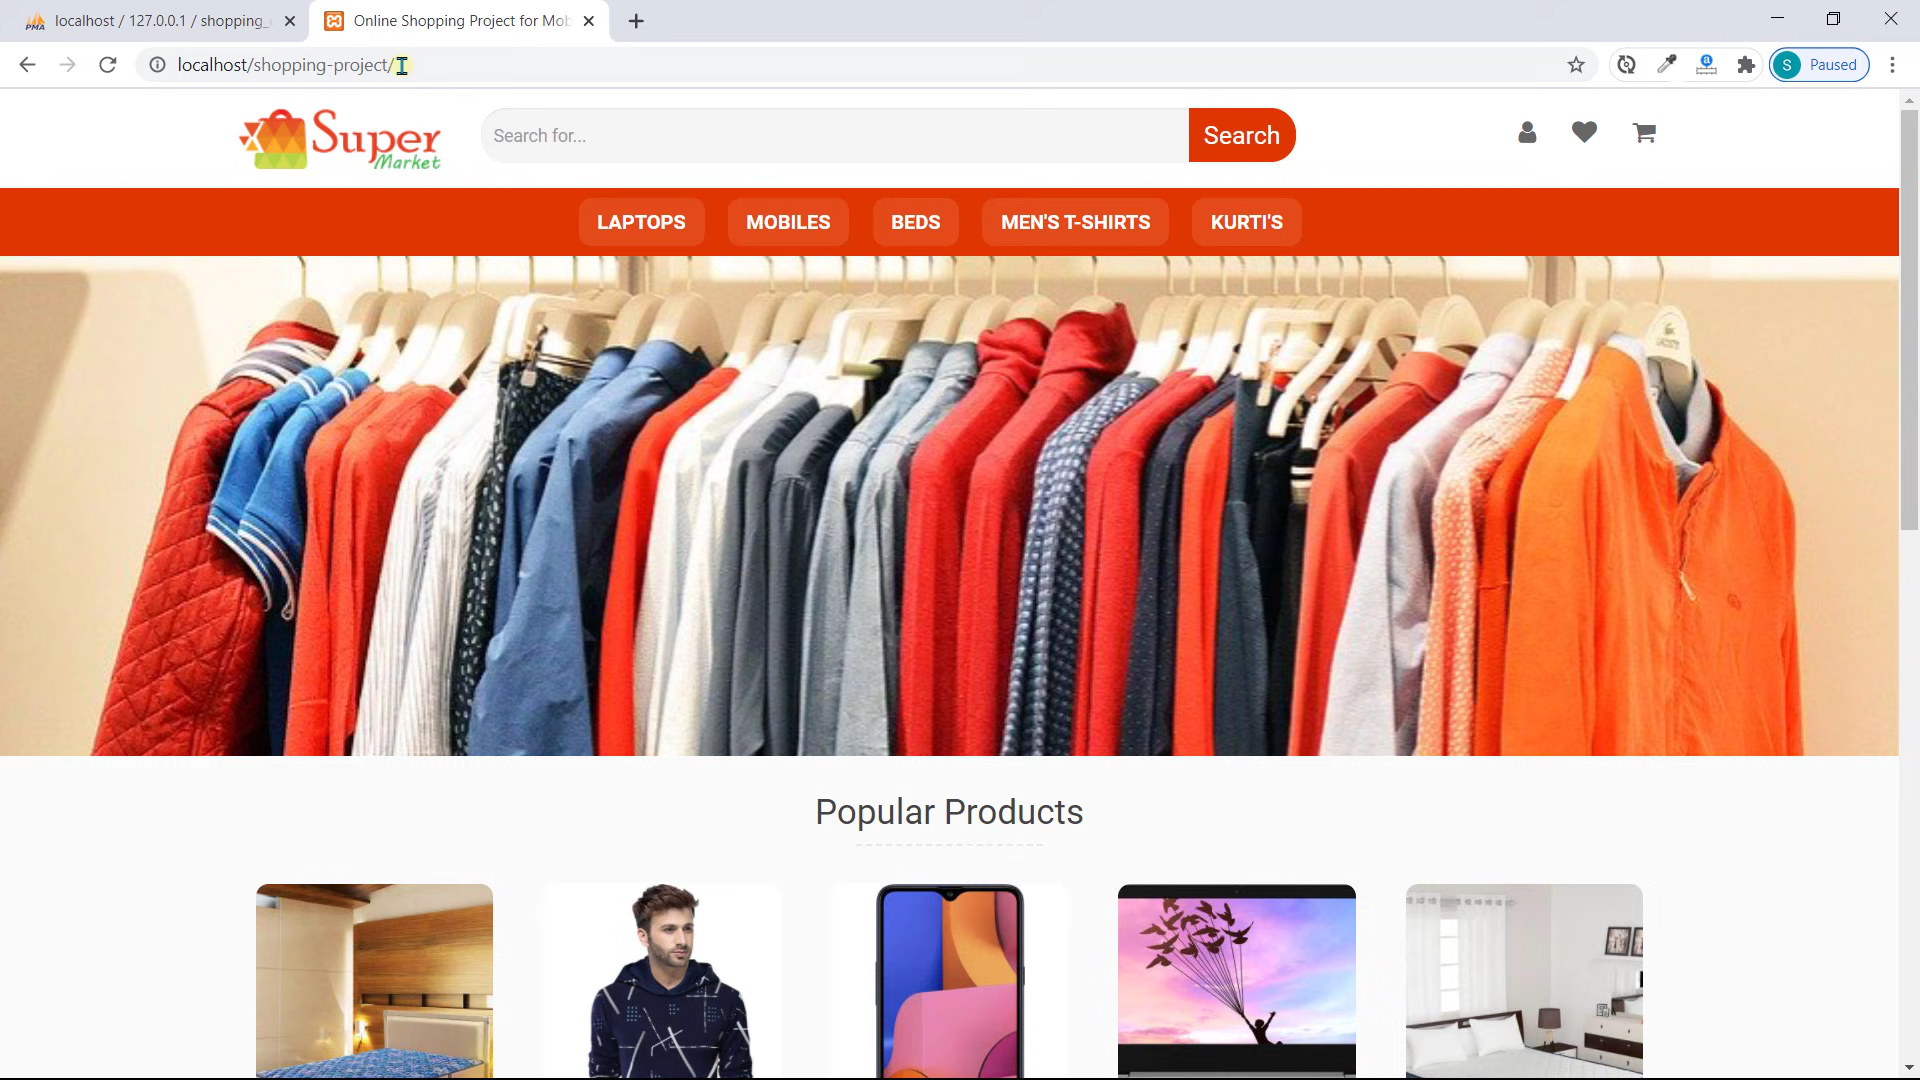 localhost / 127.0.0.1 / shopping_
Online Shopping Project for Mob
localhost/shopping-project/
S Paused
Super
Market
Search for...
Search
LAPTOPS MOBILES BEDS MEN'S T-SHIRTS KURTI'S
Popular Products